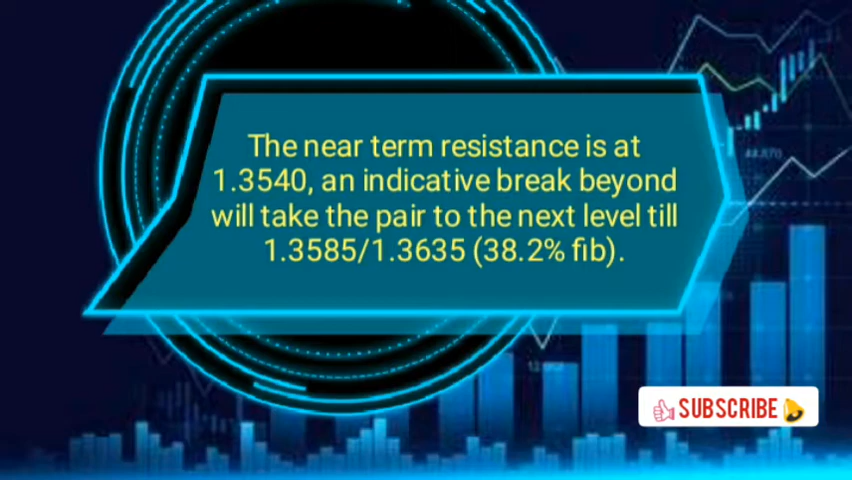 The near term resistance is at
1.3540, an indicative break beyond
will take the pair to the next level till
1.3585/1.3635 (38.2% fib).
SUBSCRIBE